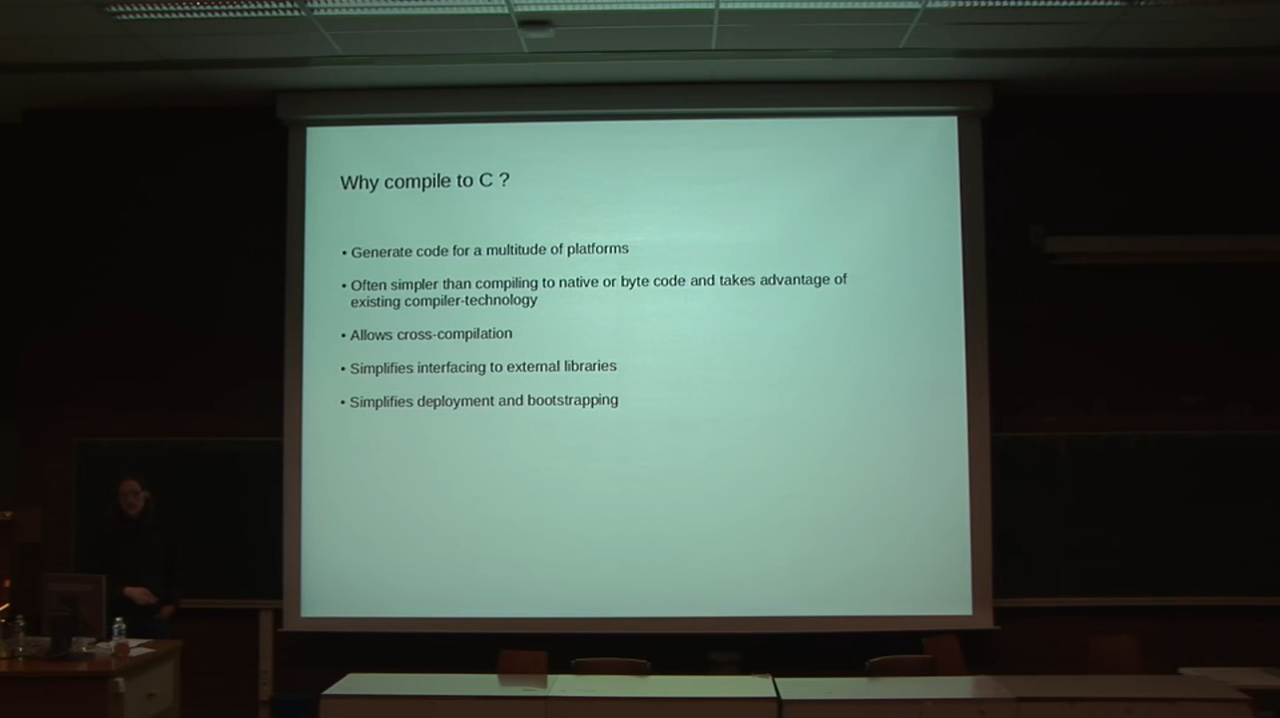 Why compile to C ?
• Generate code for a multitude of platforms
• Often simpler than compiling to native or byte code and takes advantage of
existing compiler-technology
• Allows cross-compilation
• Simplifies interfacing to external libraries
• Simplifies deployment and bootstrapping